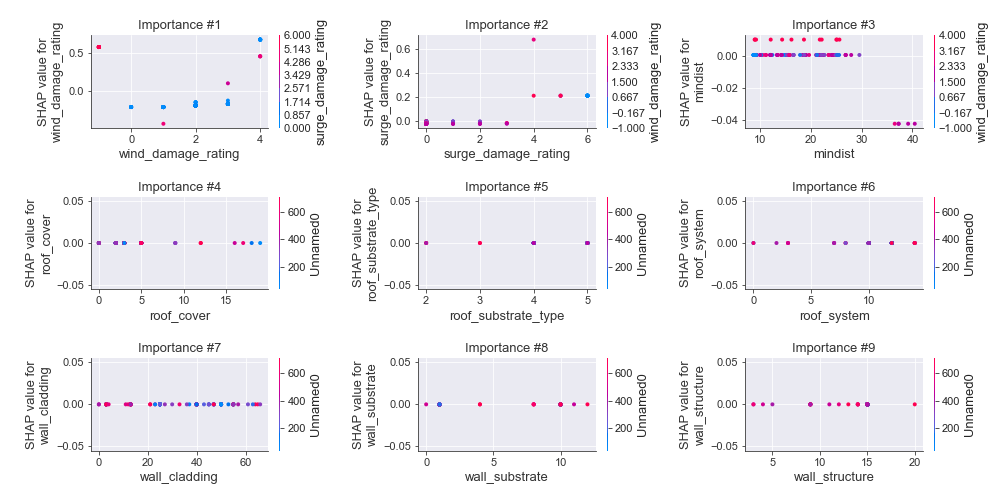 Importance #1
SHAP value for
wind_damage_rating
0.5
0.0
0
2
4
wind_damage_rating
6.000
5.143
4.286
3.429
2.571
1.714
0.857
0.000
surge_damage_rating
Importance #2
SHAP value for
surge_damage_rating
0.6
0.4
0.2
0.0
0
1
2
3
4
5
6
surge_damage_rating
4.000
3.167
2.333
1.500
0.667
−0.167
−1.000
wind_damage_rating
Importance #3
SHAP value for
mindist
0.00
−0.02
−0.04
10
20
30
40
mindist
4.000
3.167
2.333
1.500
0.667
−0.167
−1.000
wind_damage_rating
Importance #4
SHAP value for
roof_cover
0.05
0.00
−0.05
0
5
10
15
roof_cover
600
400
200
Unnamed0
Importance #5
SHAP value for
roof_substrate_type
0.05
0.00
−0.05
2
3
4
5
roof_substrate_type
600
400
200
Unnamed0
Importance #6
SHAP value for
roof_system
0.05
0.00
−0.05
0
5
10
roof_system
600
400
200
Unnamed0
Importance #7
SHAP value for
wall_cladding
0.05
0.00
−0.05
0
20
40
60
wall_cladding
600
400
200
Unnamed0
Importance #8
SHAP value for
wall_substrate
0.05
0.00
−0.05
0
5
10
wall_substrate
600
400
200
Unnamed0
Importance #9
SHAP value for
wall_structure
0.05
0.00
−0.05
5
10
15
20
wall_structure
600
400
200
Unnamed0